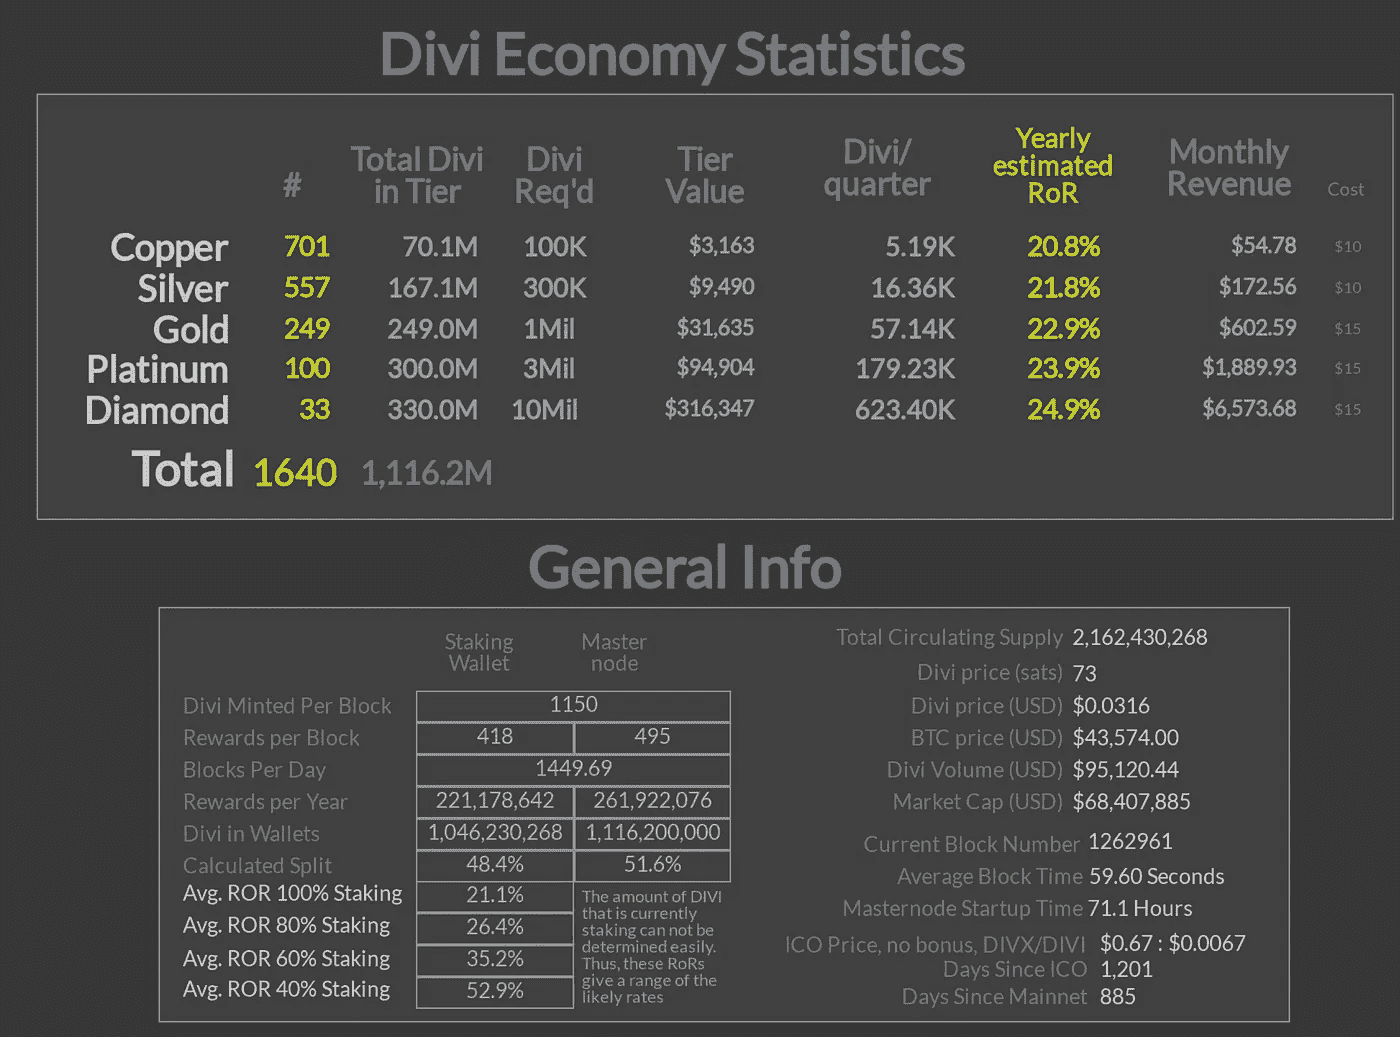 Divi Economy Statistics
# Total Divi in Tier Divi Req'd Tier Value Divi/ quarter Yearly estimated RoR Monthly Revenue Cost
Copper 701 70.1M 100K $3,163 5.19K 20.8% $54.78 $10
Silver 557 167.1M 300K $9,490 16.36K 21.8% $172.56 $10
Gold 249 249.0M 1Mil $31,635 57.14K 22.9% $602.59 $15
Platinum 100 300.0M 3Mil $94,904 179.23K 23.9% $1,889.93 $15
Diamond 33 330.0M 10Mil $316,347 623.40K 24.9% $6,573.68 $15
Total 1640 1,116.2M
General Info
Staking Wallet Master node
Divi Minted Per Block 1150
Rewards per Block 418 495
Blocks Per Day 1449.69
Rewards per Year 221,178,642 261,922,076
Divi in Wallets 1,046,230,268 1,116,200,000
Calculated Split 48.4% 51.6%
Avg. ROR 100% Staking 21.1%
Avg. ROR 80% Staking 26.4%
Avg. ROR 60% Staking 35.2%
Avg. ROR 40% Staking 52.9%
The amount of DIVI
that is currently
staking can not be
determined easily.
Thus, these RoRs
give a range of the
likely rates
Total Circulating Supply 2,162,430,268
Divi price (sats) 73
Divi price (USD) $0.0316
BTC price (USD) $43,574.00
Divi Volume (USD) $95,120.44
Market Cap (USD) $68,407,885
Current Block Number 1262961
Average Block Time 59.60 Seconds
Masternode Startup Time 71.1 Hours
ICO Price, no bonus, DIVX/DIVI $0.67 : $0.0067
Days Since ICO 1,201
Days Since Mainnet 885